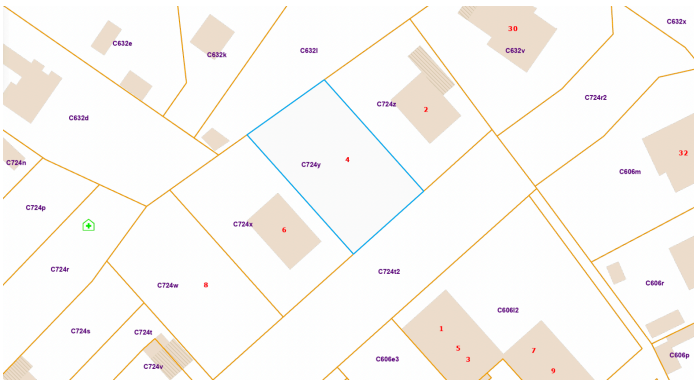 C632x
30
C632e
C632l
C632v
C632k
C724r2
C724z
2
C632d
32
4
C724n
C724y
C606m
C724p
C724x
6
C724r
C724t2
C724w
8
C606r
C606l2
C724s
C724t
1
5
7
C606p
C606e3
3
C724v
9